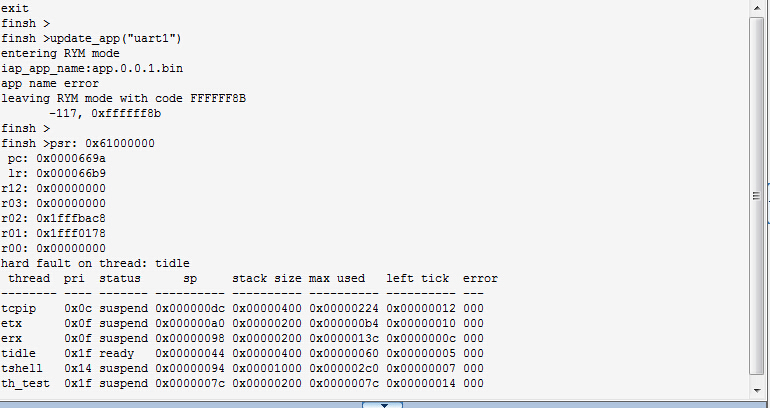 exit
finsh >
finsh >update_app("uart1")
entering RYM mode
iap_app_name:app.0.0.1.bin
app name error
leaving RYM mode with code FFFFFF8B
-117, 0xffffff8b
finsh >
finsh >psr: 0x61000000
pc: 0x0000669a
lr: 0x000066b9
r12: 0x00000000
r03: 0x00000000
r02: 0x1fffbac8
r01: 0x1fff0178
r00: 0x00000000
hard fault on thread: tidle
thread pri status sp stack size max used left tick error
-------- ---- ------- ---------- ---------- ---------- ---------- ---
tcpip 0x0c suspend 0x000000dc 0x00000400 0x00000224 0x00000012 000
etx 0x0f suspend 0x000000a0 0x00000200 0x000000b4 0x00000010 000
erx 0x0f suspend 0x00000098 0x00000200 0x0000013c 0x0000000c 000
tidle 0x1f ready 0x00000044 0x00000400 0x00000060 0x00000005 000
tshell 0x14 suspend 0x00000094 0x00001000 0x000002c0 0x00000007 000
th_test 0x1f suspend 0x0000007c 0x00000200 0x0000007c 0x00000014 000